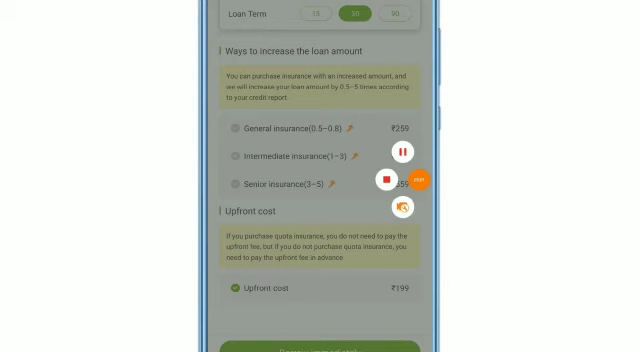 Loan Term 50 90
Ways to increase the loan amount
You can purchase insurance with an increased amount, and
we will increase your loan amount by 0.5~5 times according
to your credit report
General insurance(0.5~0.8) ₹259
Intermediate insurance(1~3)
Senior insurance(3~5) 559
Upfront cost
If you purchase quota insurance, you do not need to pay the
upfront fee, but if you do not purchase quota insurance, you
need to pay the upfront fee in advance
Upfront cost ₹199